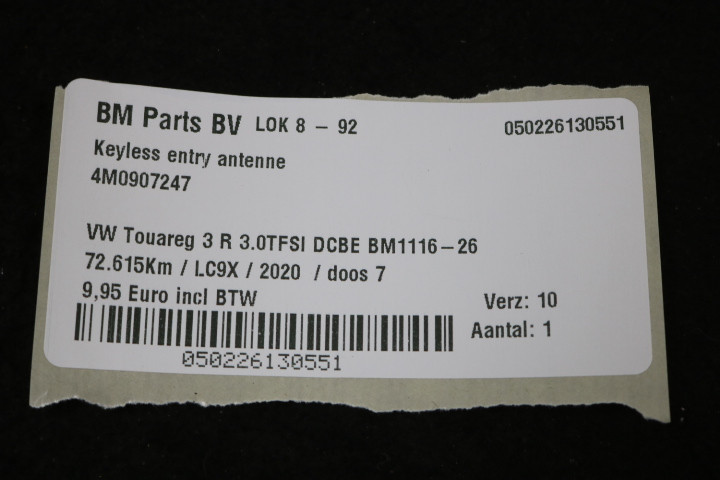 BM Parts BV LOK 8 - 92 050226130551
Keyless entry antenne
4M0907247
VW Touareg 3 R 3.0TFSI DCBE BM1116-26
72.615Km / LC9X / 2020 / doos 7
9,95 Euro incl BTW Verz: 10
Aantal: 1
050226130551